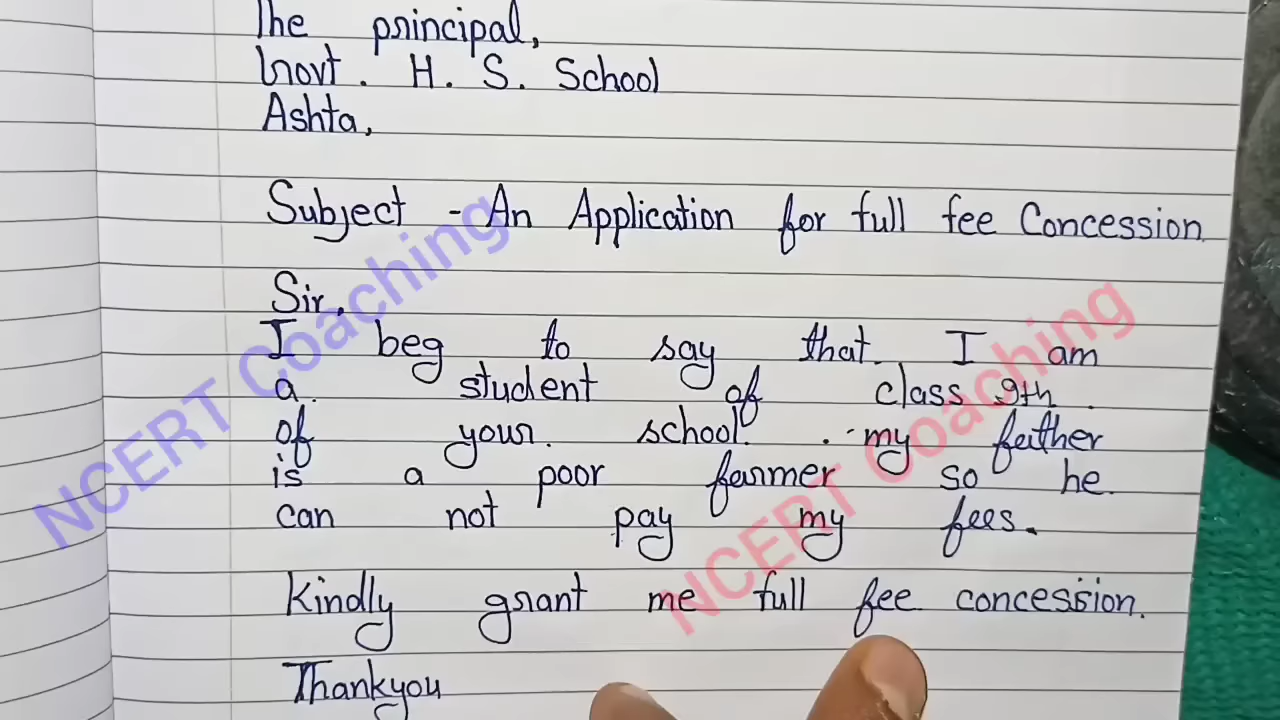 The principal,
Govt. H. S. School
Ashta,
Subject - An Application for full fee Concession
Sir,
I beg to say that I am
a student of class 9th
of your school. my father
is a poor farmer so he
can not pay my fees.
Kindly grant me full fee concession.
Thankyou
NCERT Coaching
NCERT Coaching